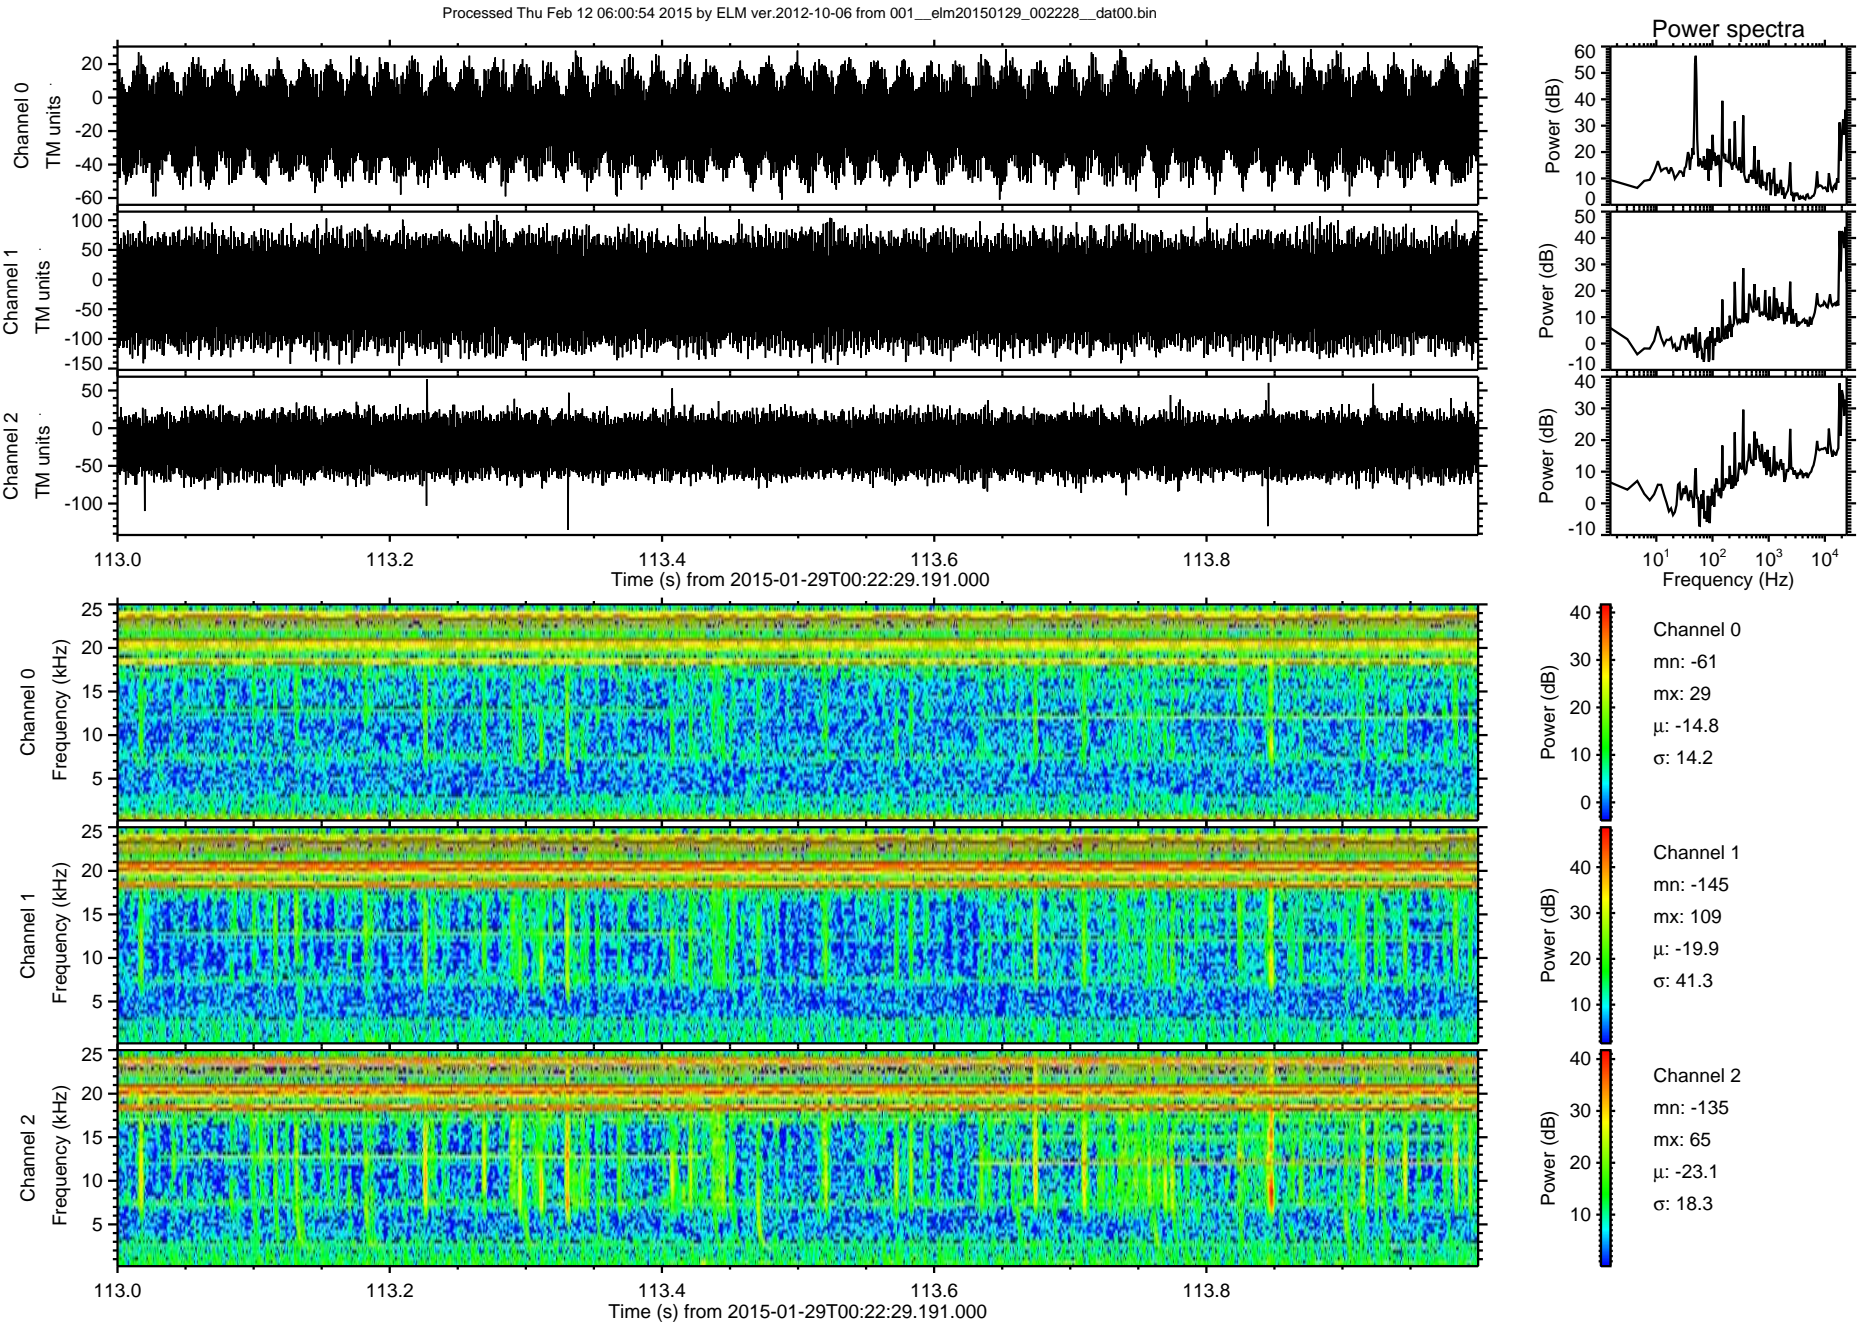 Processed Thu Feb 12 06:00:54 2015 by ELM ver.2012-10-06 from 001__elm20150129_002228__dat00.bin
Power spectra
Channel 0
TM units
20
0
-20
-40
-60
Power (dB)
60
50
40
30
20
10
0
Channel 1
TM units
100
50
0
-50
-100
-150
Power (dB)
50
40
30
20
10
0
-10
Channel 2
TM units
50
0
-50
-100
Power (dB)
40
30
20
10
0
-10
113.0 113.2 113.4 113.6 113.8
Time (s) from 2015-01-29T00:22:29.191.000
10¹ 10² 10³ 10⁴
Frequency (Hz)
Channel 0
Frequency (kHz)
25
20
15
10
5
Power (dB)
40
30
20
10
0
Channel 0
mn: -61
mx: 29
μ: -14.8
σ: 14.2
Channel 1
Frequency (kHz)
25
20
15
10
5
Power (dB)
40
30
20
10
Channel 1
mn: -145
mx: 109
μ: -19.9
σ: 41.3
Channel 2
Frequency (kHz)
25
20
15
10
5
Power (dB)
40
30
20
10
Channel 2
mn: -135
mx: 65
μ: -23.1
σ: 18.3
113.0 113.2 113.4 113.6 113.8
Time (s) from 2015-01-29T00:22:29.191.000